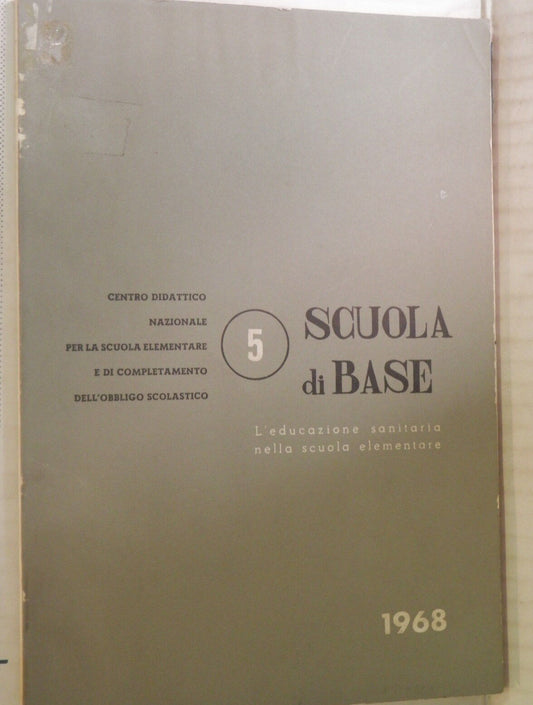 CENTRO DIDATTICO
NAZIONALE
PER LA SCUOLA ELEMENTARE
E DI COMPLETAMENTO
DELL'OBBLIGO SCOLASTICO
5
SCUOLA
di BASE
L'educazione sanitaria
nella scuola elementare
1968